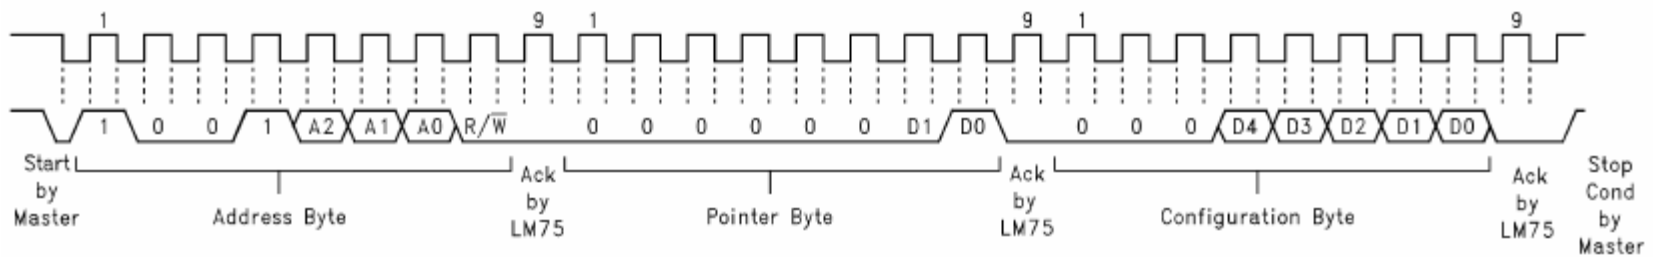 1 9 1 9 1 9
1 0 0 1 A2 A1 A0 R/W̅ 0 0 0 0 0 0 D1 D0 0 0 0 D4 D3 D2 D1 D0
Start
by
Master
Address Byte
Ack
by
LM75
Pointer Byte
Ack
by
LM75
Configuration Byte
Ack
by
LM75
Stop
Cond
by
Master